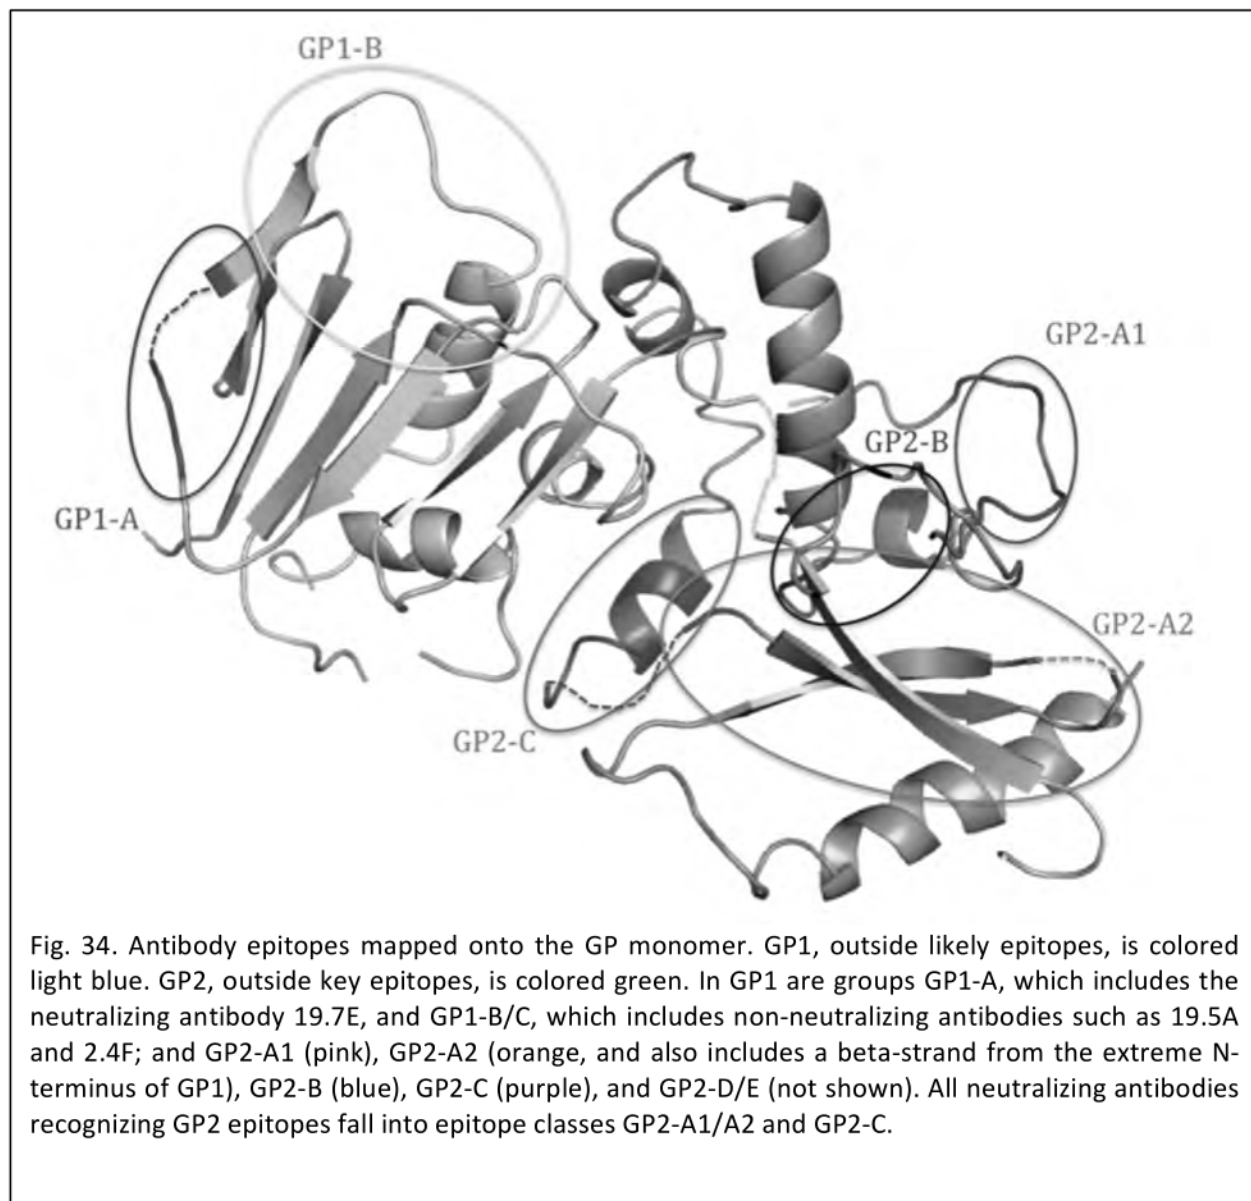 GP1-B
GP2-A1
GP2-B
GP1-A
GP2-A2
GP2-C
Fig. 34. Antibody epitopes mapped onto the GP monomer. GP1, outside likely epitopes, is colored
light blue. GP2, outside key epitopes, is colored green. In GP1 are groups GP1-A, which includes the
neutralizing antibody 19.7E, and GP1-B/C, which includes non-neutralizing antibodies such as 19.5A
and 2.4F; and GP2-A1 (pink), GP2-A2 (orange, and also includes a beta-strand from the extreme N-
terminus of GP1), GP2-B (blue), GP2-C (purple), and GP2-D/E (not shown). All neutralizing antibodies
recognizing GP2 epitopes fall into epitope classes GP2-A1/A2 and GP2-C.